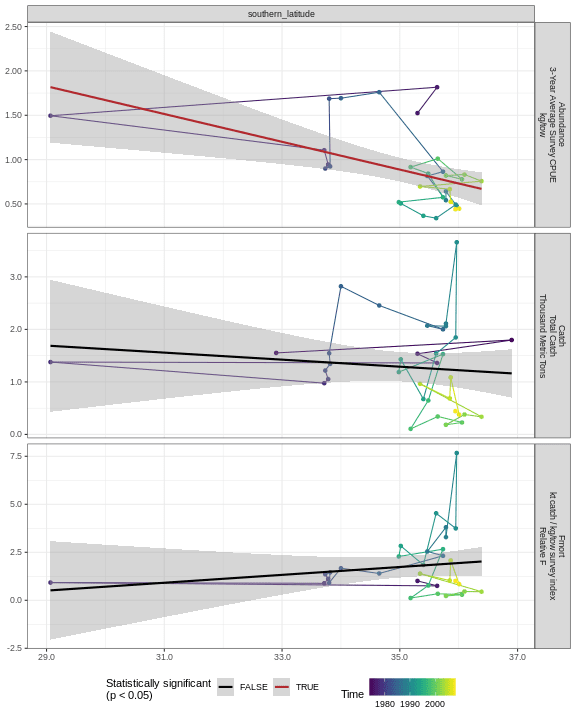 southern_latitude
2.50
2.00
1.50
1.00
0.50
Abundance
3-Year Average Survey CPUE
kg/tow
3.0
2.0
1.0
0.0
Catch
Total Catch
Thousand Metric Tons
7.5
5.0
2.5
0.0
-2.5
Fmort
kt catch / kg/tow survey index
Relative F
29.0 31.0 33.0 35.0 37.0
Statistically significant
(p < 0.05)
FALSE TRUE
Time
1980 1990 2000